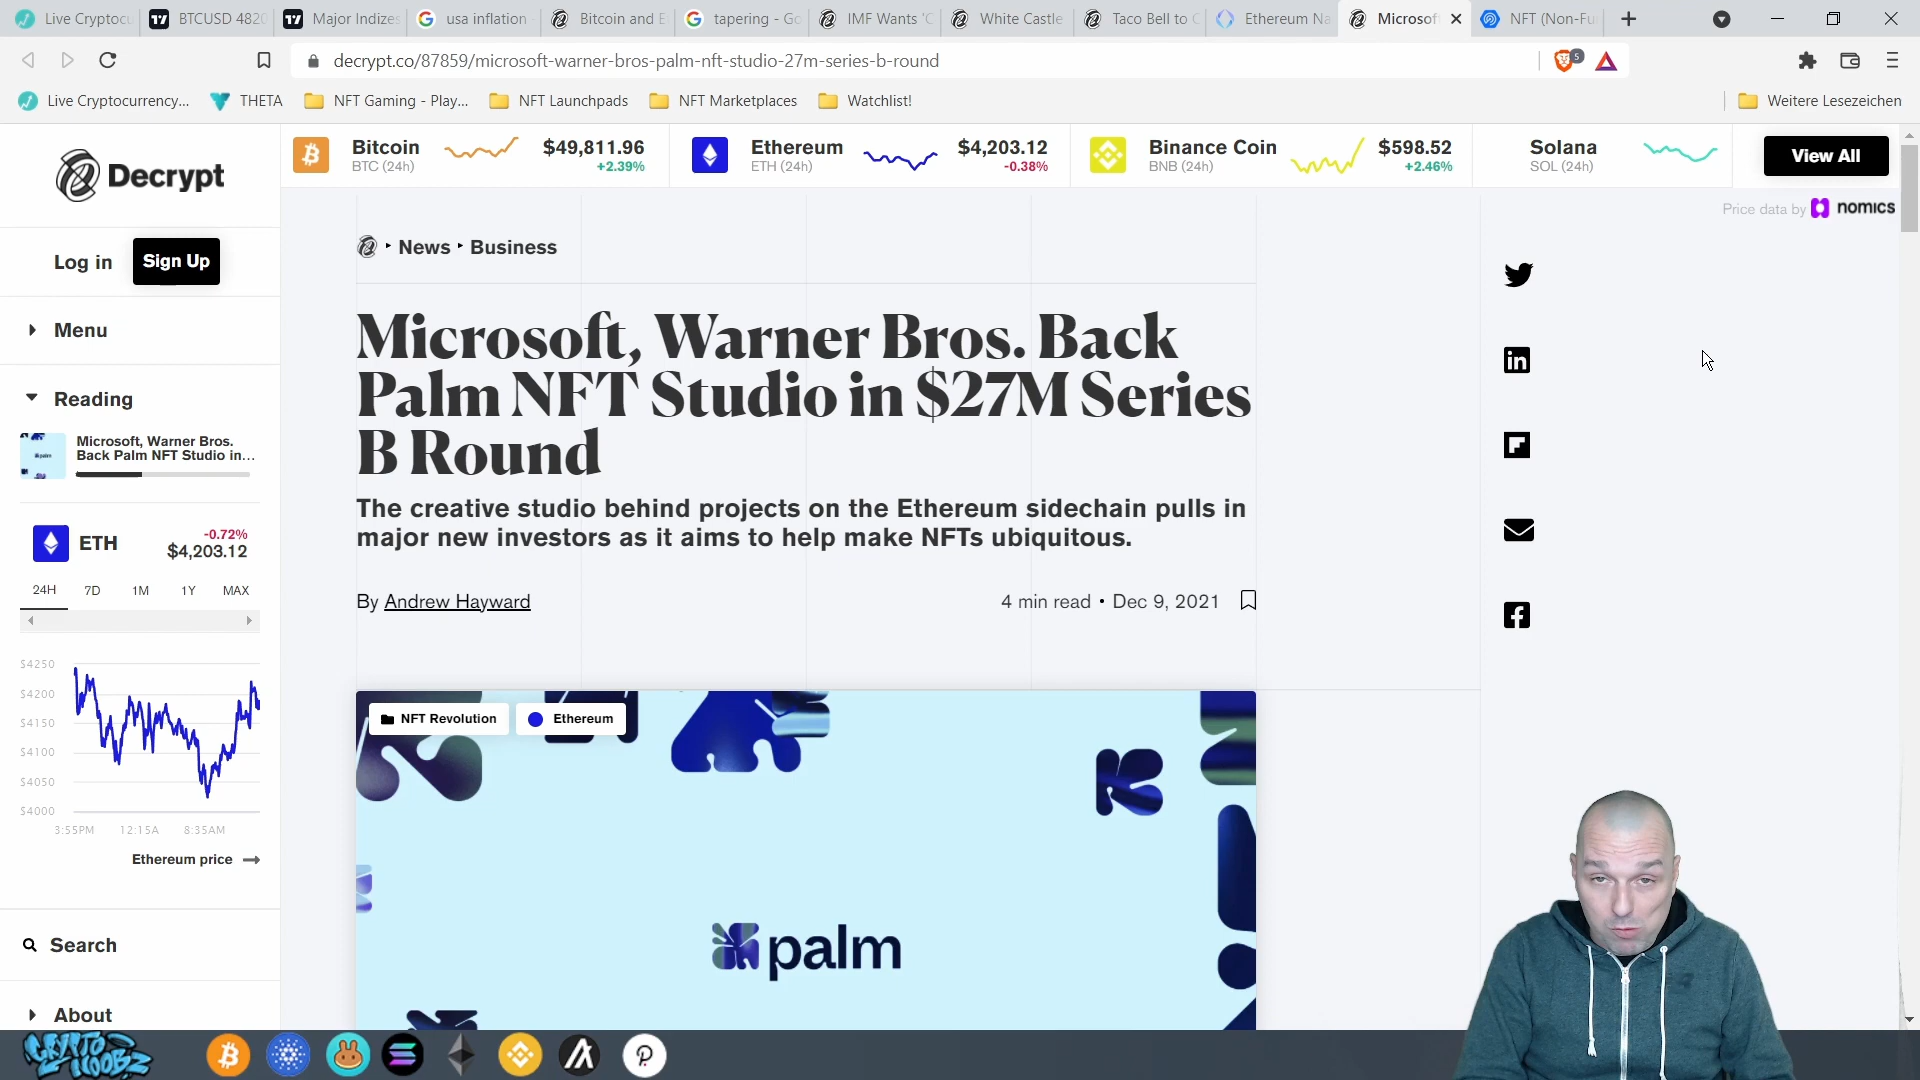 Live Cryptocu
BTCUSD 4820
Major Indizes
usa inflation
Bitcoin and E
tapering - Go
IMF Wants 'C
White Castle
Taco Bell to C
Ethereum Na
Microsof
NFT (Non-Fu
decrypt.co/87859/microsoft-warner-bros-palm-nft-studio-27m-series-b-round
5
Live Cryptocurrency...
THETA
NFT Gaming - Play...
NFT Launchpads
NFT Marketplaces
Watchlist!
Weitere Lesezeichen
Decrypt
Bitcoin
BTC (24h)
$49,811.96
+2.39%
Ethereum
ETH (24h)
$4,203.12
-0.38%
Binance Coin
BNB (24h)
$598.52
+2.46%
Solana
SOL (24h)
View All
Price data by nomics
Log in
Sign Up
Menu
Reading
Microsoft, Warner Bros.
Back Palm NFT Studio in...
ETH
-0.72%
$4,203.12
24H 7D 1M 1Y MAX
$4250
$4200
$4150
$4100
$4050
$4000
3:55PM 12:15A 8:35AM
Ethereum price
Search
About
News
Business
Microsoft, Warner Bros. Back
Palm NFT Studio in $27M Series
B Round
The creative studio behind projects on the Ethereum sidechain pulls in
major new investors as it aims to help make NFTs ubiquitous.
By Andrew Hayward
4 min read • Dec 9, 2021
NFT Revolution
Ethereum
palm
CRYPTO
NOOBZ